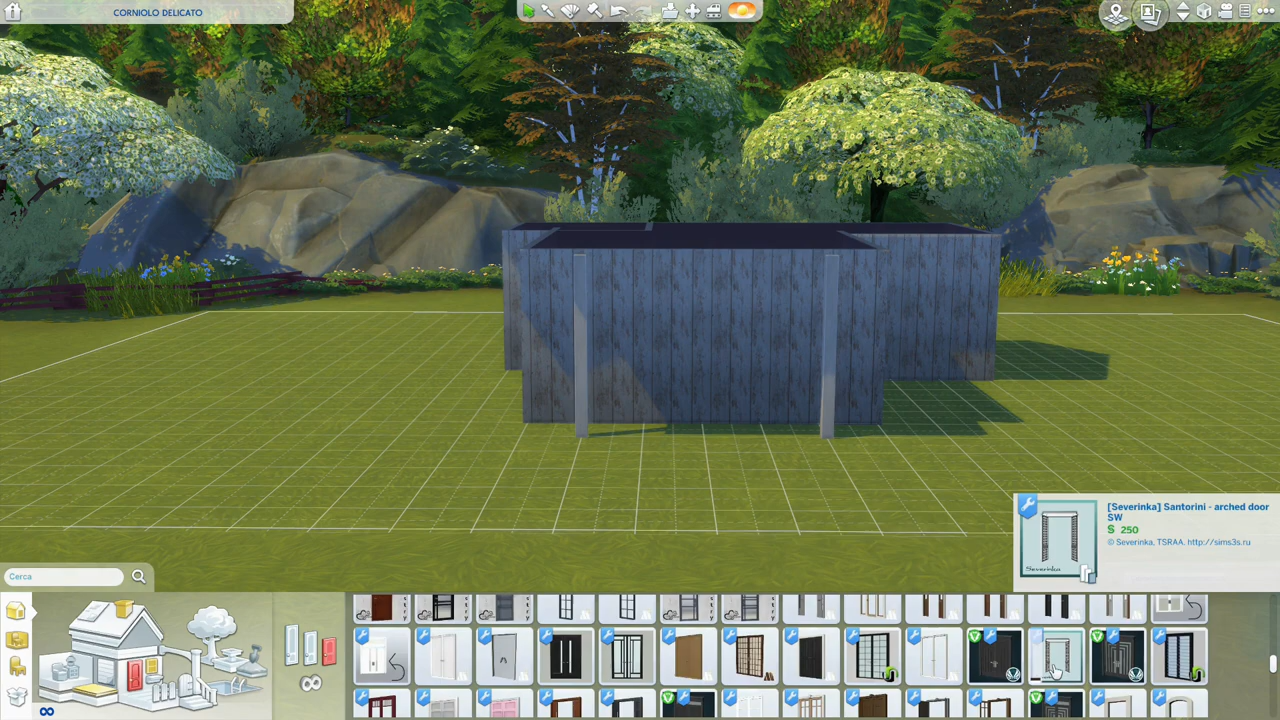 CORNIOLO DELICATO
[Severinka] Santorini - arched door
SW
$ 250
© Severinka, TSRAA, http://sims3s.ru
Severinka
Cerca